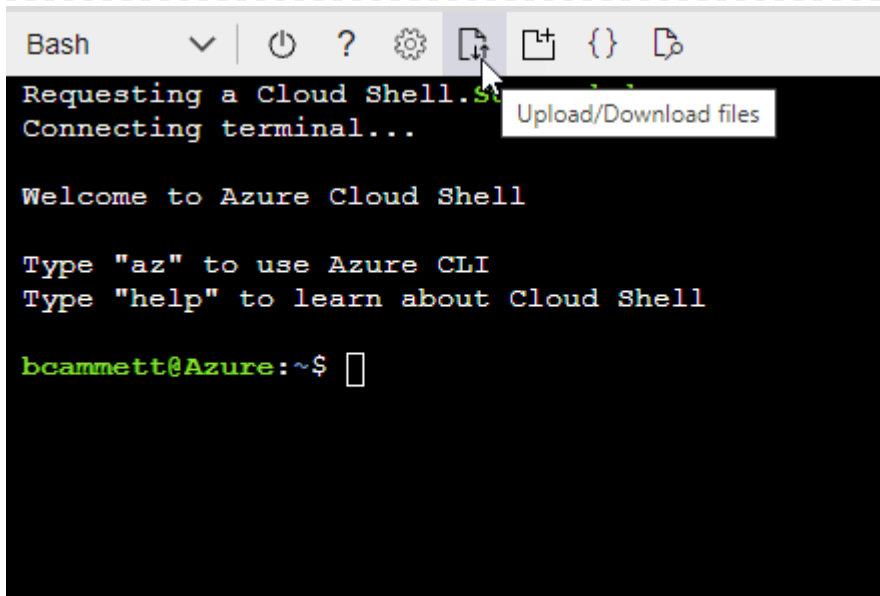 Bash
?
{}
Requesting a Cloud Shell.
Upload/Download files
Connecting terminal...
Welcome to Azure Cloud Shell
Type "az" to use Azure CLI
Type "help" to learn about Cloud Shell
bcammett@Azure:~$